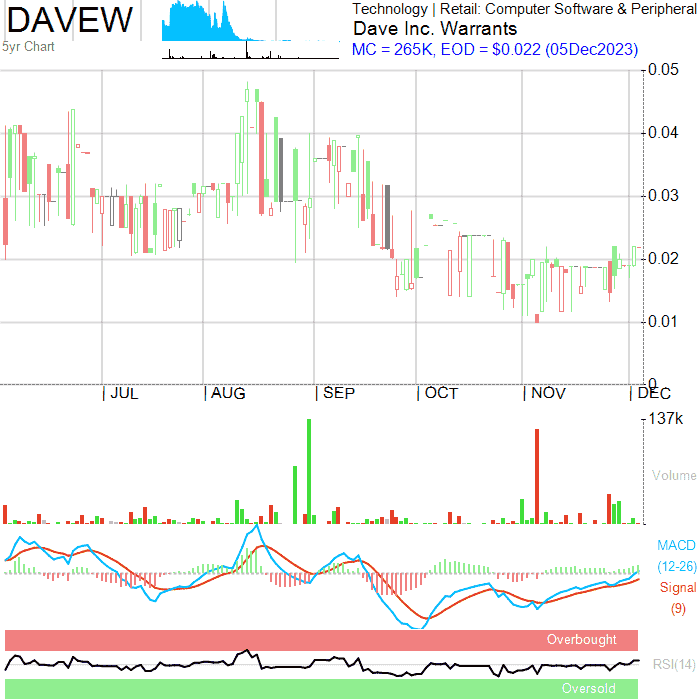 DAVEW
Technology | Retail: Computer Software & Peripheral
Dave Inc. Warrants
MC = 265K, EOD = $0.022 (05Dec2023)
5yr Chart
0.05
0.04
0.03
0.02
0.01
0
| JUL
| AUG
| SEP
| OCT
| NOV
| DEC
137k
Volume
MACD
(12-26)
Signal
(9)
Overbought
RSI(14)
Oversold